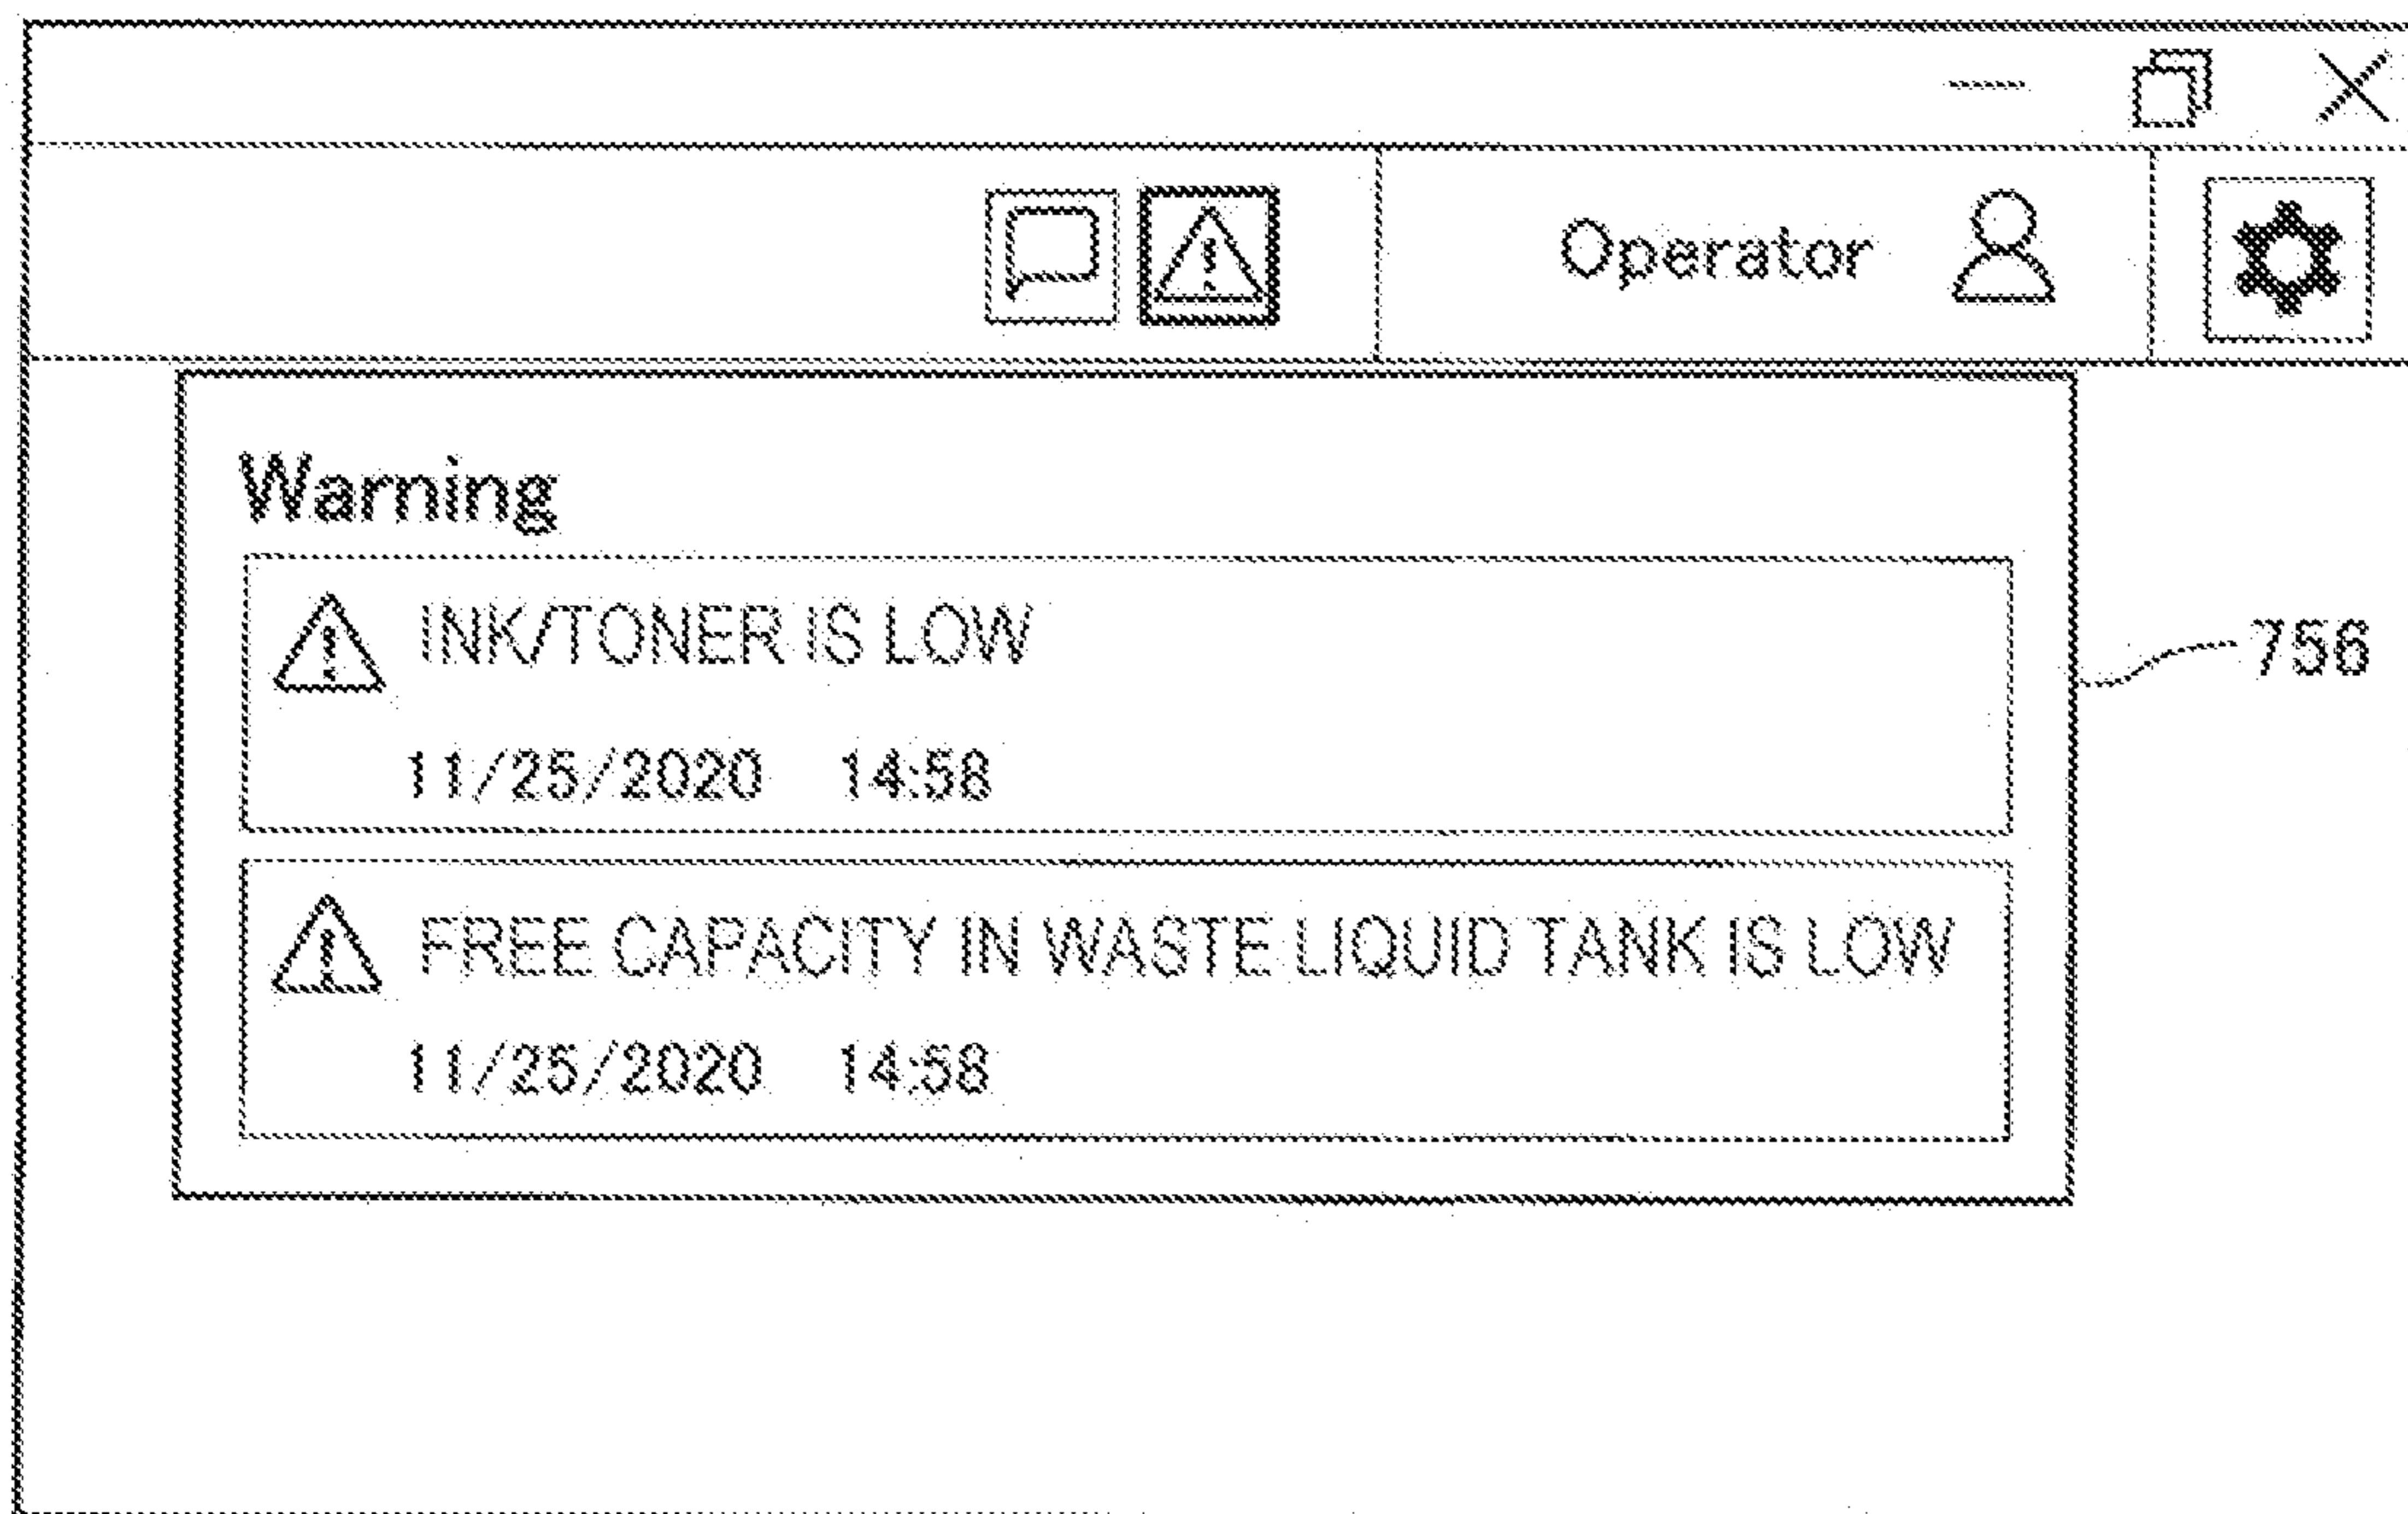 Operator
Warning
INK/TONER IS LOW
11/25/2020 14:58
756
FREE CAPACITY IN WASTE LIQUID TANK IS LOW
11/25/2020 14:58